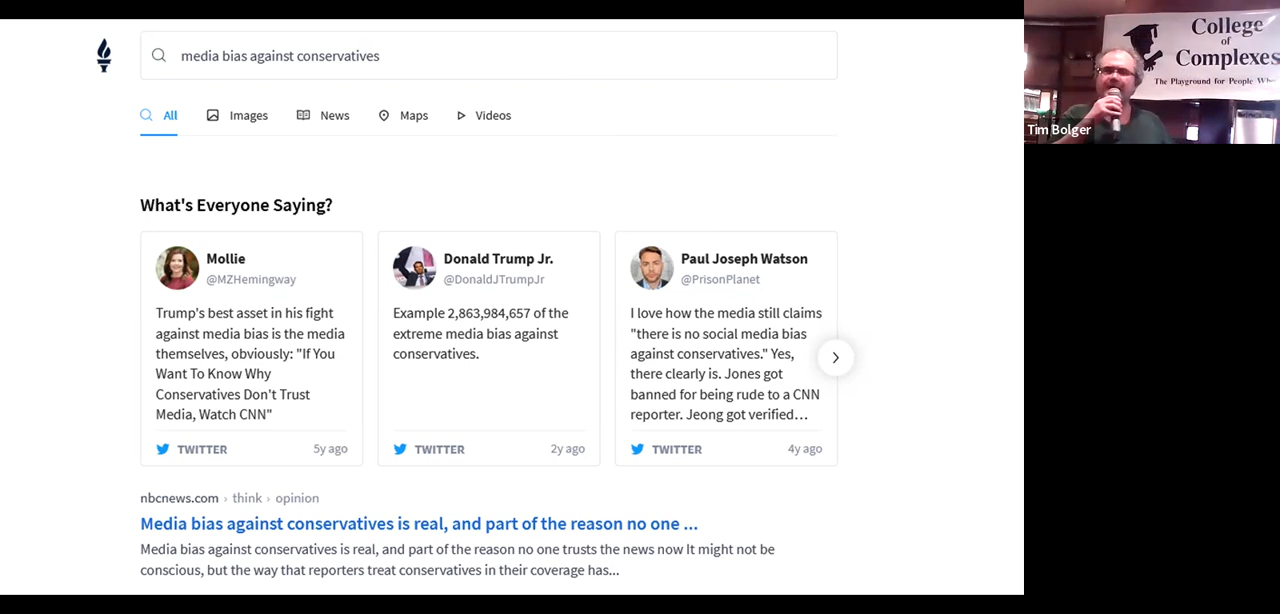 media bias against conservatives
All
Images
News
Maps
Videos
What's Everyone Saying?
Mollie
@MZHemingway
Trump's best asset in his fight
against media bias is the media
themselves, obviously: "If You
Want To Know Why
Conservatives Don't Trust
Media, Watch CNN"
TWITTER
5y ago
Donald Trump Jr.
@DonaldJTrumpJr
Example 2,863,984,657 of the
extreme media bias against
conservatives.
TWITTER
2y ago
Paul Joseph Watson
@PrisonPlanet
I love how the media still claims
"there is no social media bias
against conservatives." Yes,
there clearly is. Jones got
banned for being rude to a CNN
reporter. Jeong got verified...
TWITTER
4y ago
nbcnews.com › think › opinion
Media bias against conservatives is real, and part of the reason no one ...
Media bias against conservatives is real, and part of the reason no one trusts the news now It might not be
conscious, but the way that reporters treat conservatives in their coverage has...
College
of
Complexes
The Playground for People
Tim Bolger